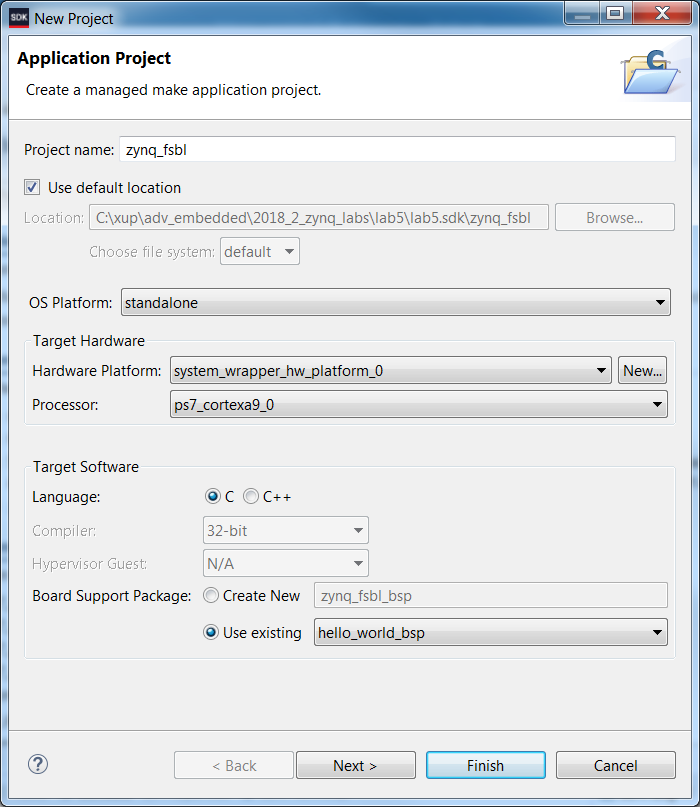 SDK New Project
Application Project
Create a managed make application project.
C
Project name: zynq_fsbl
Use default location
Location: C:\xup\adv_embedded\2018_2_zynq_labs\lab5\lab5.sdk\zynq_fsbl Browse...
Choose file system: default
OS Platform: standalone
Target Hardware
Hardware Platform: system_wrapper_hw_platform_0 New...
Processor: ps7_cortexa9_0
Target Software
Language: C C++
Compiler: 32-bit
Hypervisor Guest: N/A
Board Support Package: Create New zynq_fsbl_bsp
Use existing hello_world_bsp
? < Back Next > Finish Cancel